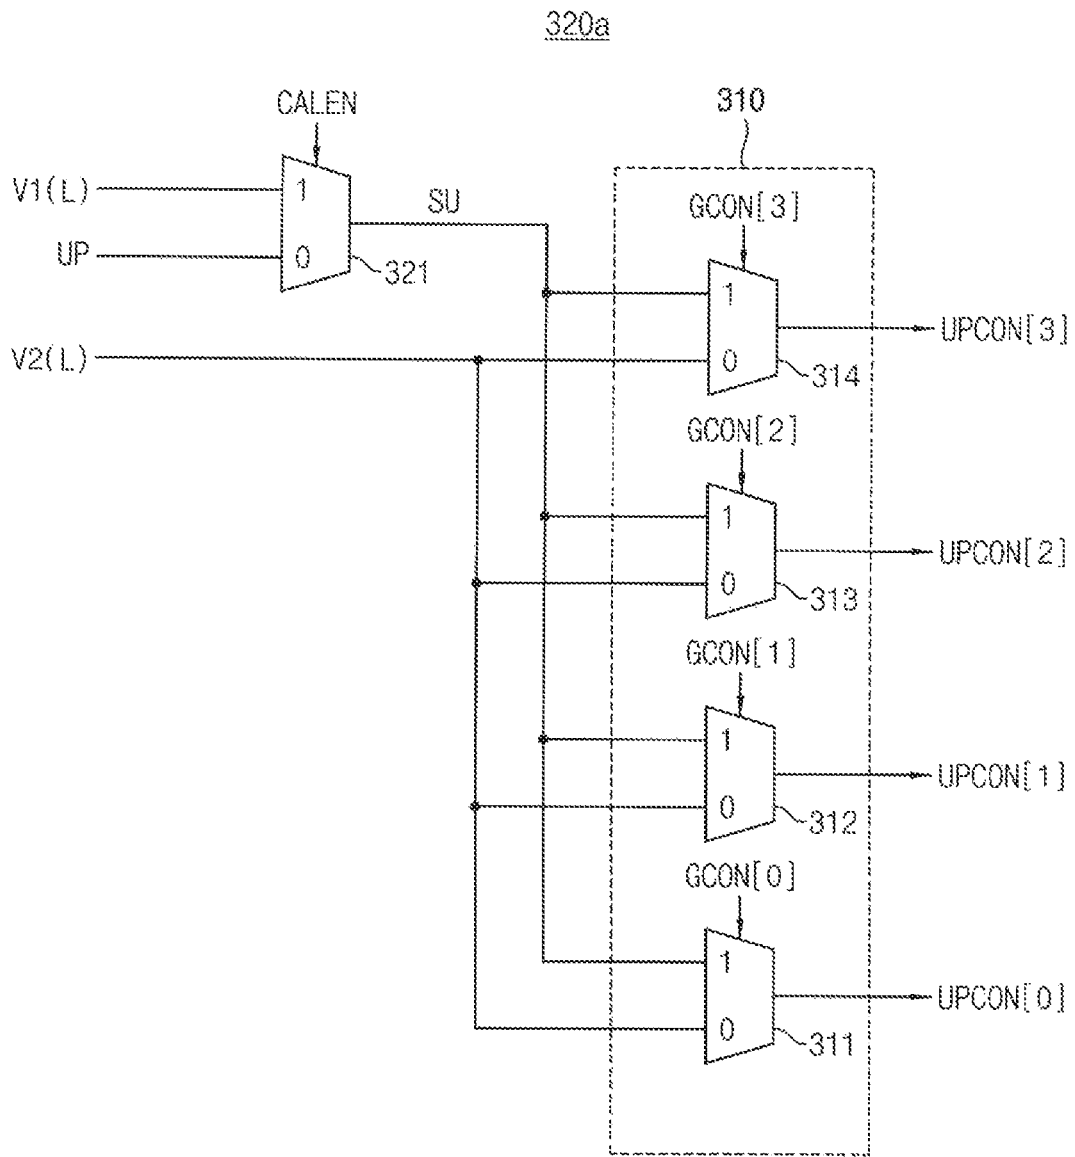 320a
CALEN
310
V1(L)
1
SU
GCON[3]
UP
0
321
1
UPCON[3]
V2(L)
0
314
GCON[2]
1
UPCON[2]
0
313
GCON[1]
1
UPCON[1]
0
312
GCON[0]
1
UPCON[0]
0
311